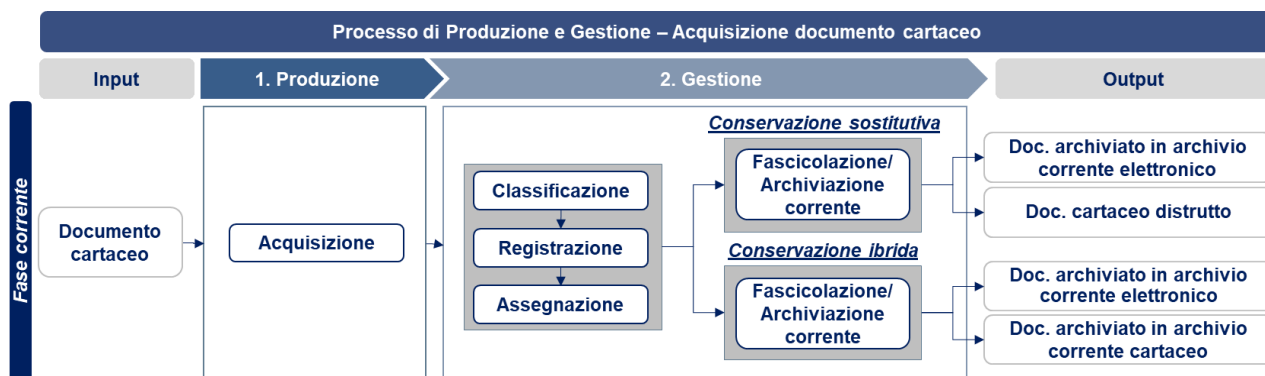 Processo di Produzione e Gestione – Acquisizione documento cartaceo
Input
1. Produzione
2. Gestione
Output
Fase corrente
Documento
cartaceo
Acquisizione
Classificazione
Registrazione
Assegnazione
Conservazione sostitutiva
Fascicolazione/
Archiviazione
corrente
Conservazione ibrida
Fascicolazione/
Archiviazione
corrente
Doc. archiviato in archivio
corrente elettronico
Doc. cartaceo distrutto
Doc. archiviato in archivio
corrente elettronico
Doc. archiviato in archivio
corrente cartaceo